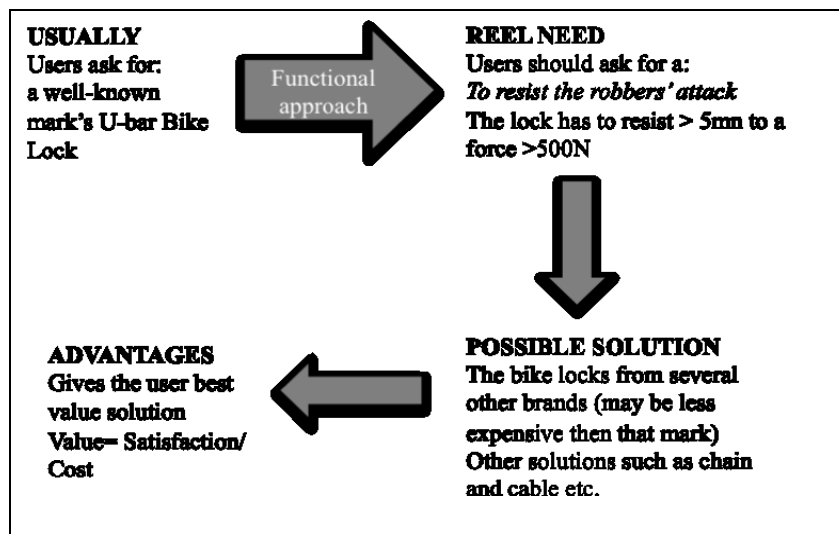 USUALLY
Users ask for:
a well-known
mark's U-bar Bike
Lock
Functional
approach
REEL NEED
Users should ask for a:
To resist the robbers' attack
The lock has to resist > 5mn to a
force >500N
POSSIBLE SOLUTION
The bike locks from several
other brands (may be less
expensive then that mark)
Other solutions such as chain
and cable etc.
ADVANTAGES
Gives the user best
value solution
Value= Satisfaction/
Cost